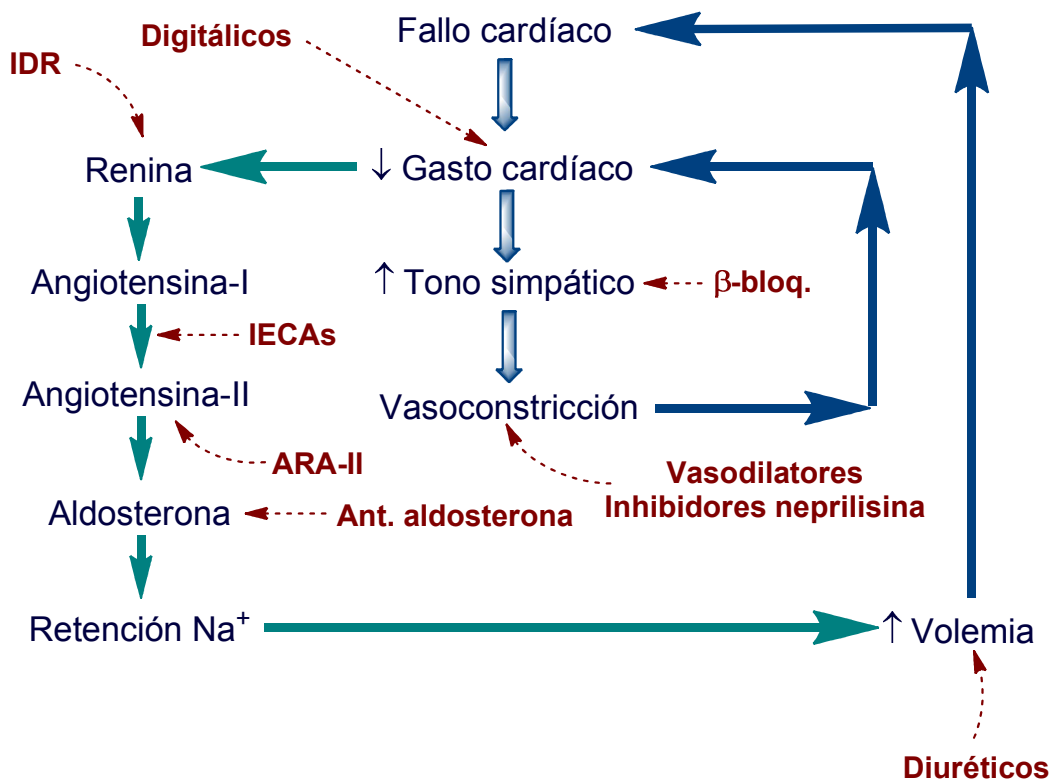 Fallo cardíaco
Digitálicos
IDR
Renina
↓ Gasto cardíaco
Angiotensina-I
↑ Tono simpático
β-bloq.
IECAs
Angiotensina-II
Vasoconstricción
ARA-II
Vasodilatores
Inhibidores neprilisina
Aldosterona
Ant. aldosterona
Retención Na⁺
↑ Volemia
Diuréticos